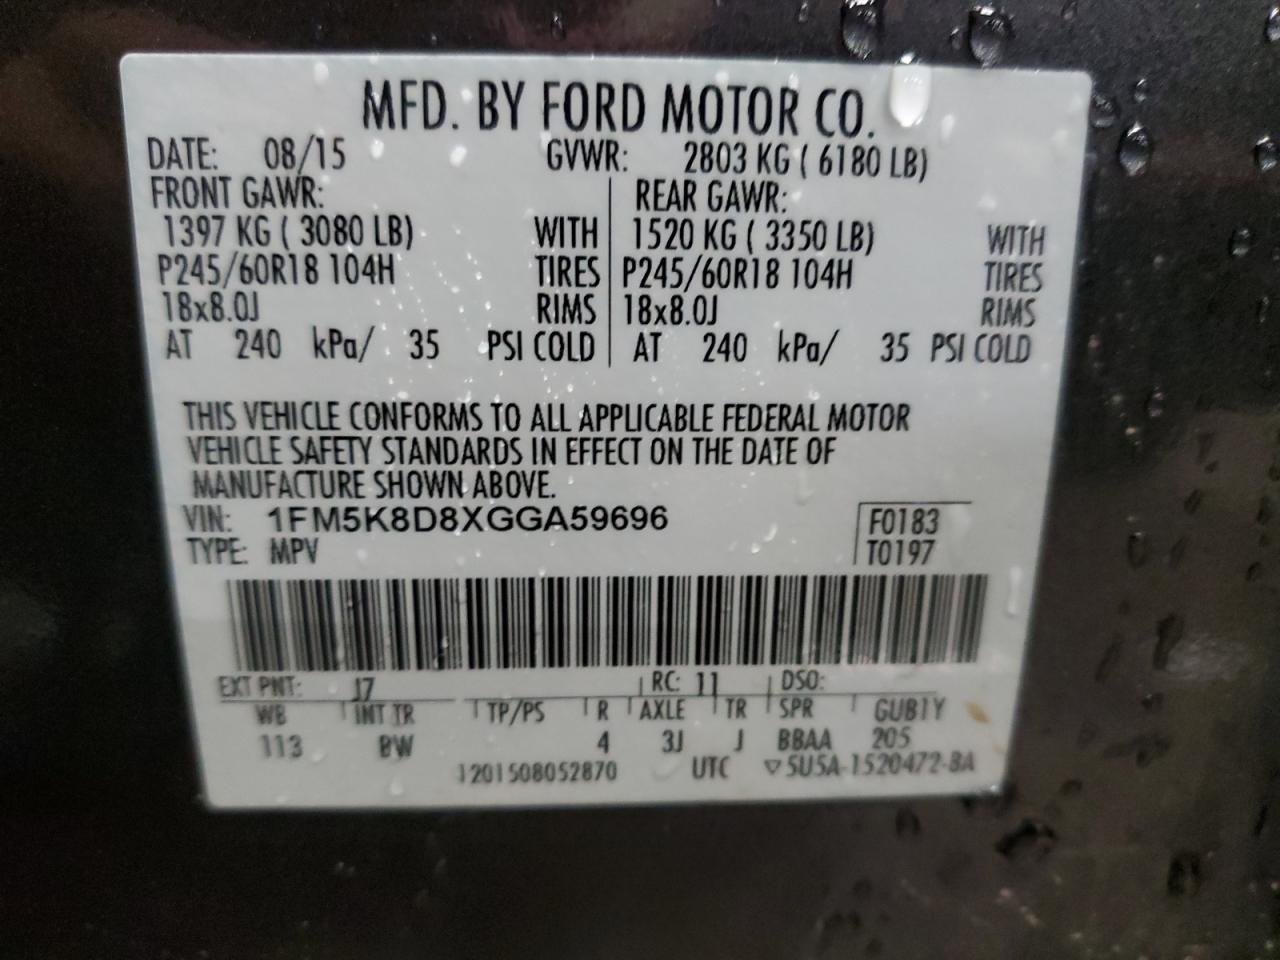 MFD. BY FORD MOTOR CO.
DATE: 08/15 GVWR: 2803 KG ( 6180 LB)
FRONT GAWR: REAR GAWR:
1397 KG ( 3080 LB) WITH 1520 KG ( 3350 LB) WITH
P245/60R18 104H TIRES P245/60R18 104H TIRES
18x8.0J RIMS 18x8.0J RIMS
AT 240 kPa/ 35 PSI COLD AT 240 kPa/ 35 PSI COLD
THIS VEHICLE CONFORMS TO ALL APPLICABLE FEDERAL MOTOR
VEHICLE SAFETY STANDARDS IN EFFECT ON THE DATE OF
MANUFACTURE SHOWN ABOVE.
VIN: 1FM5K8D8XGGA59696 F0183
TYPE: MPV T0197
EXT PNT: J7 RC: 11 DSO:
WB INT TR TP/PS R AXLE TR SPR GUB1Y
113 BW 4 3J J BBAA 205
1201508052870 UTC ▽5U5A-1520472-BA